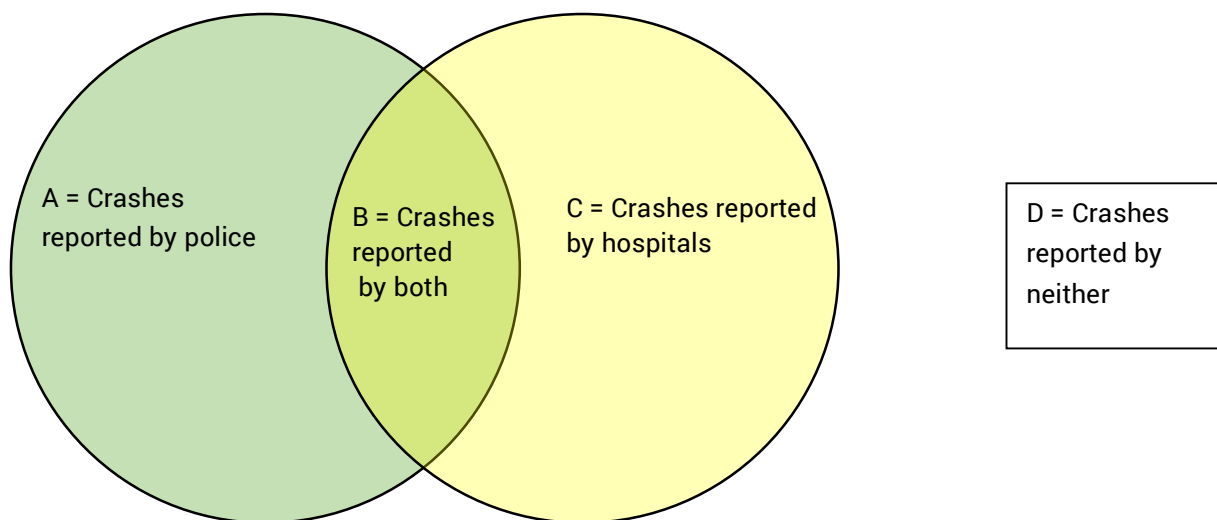 A = Crashes
reported by police
B = Crashes
reported
by both
C = Crashes reported
by hospitals
D = Crashes
reported by
neither